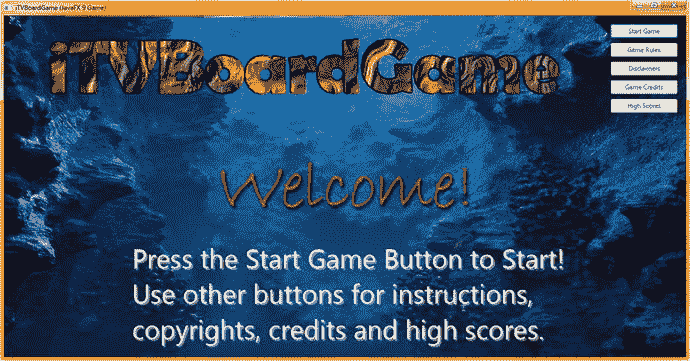 iTVBoardGame (JavaFX 9 Game)
iTVBoardGame
Start Game
Game Rules
Disclaimers
Game Credits
High Scores
Welcome!
Press the Start Game Button to Start!
Use other buttons for instructions,
copyrights, credits and high scores.